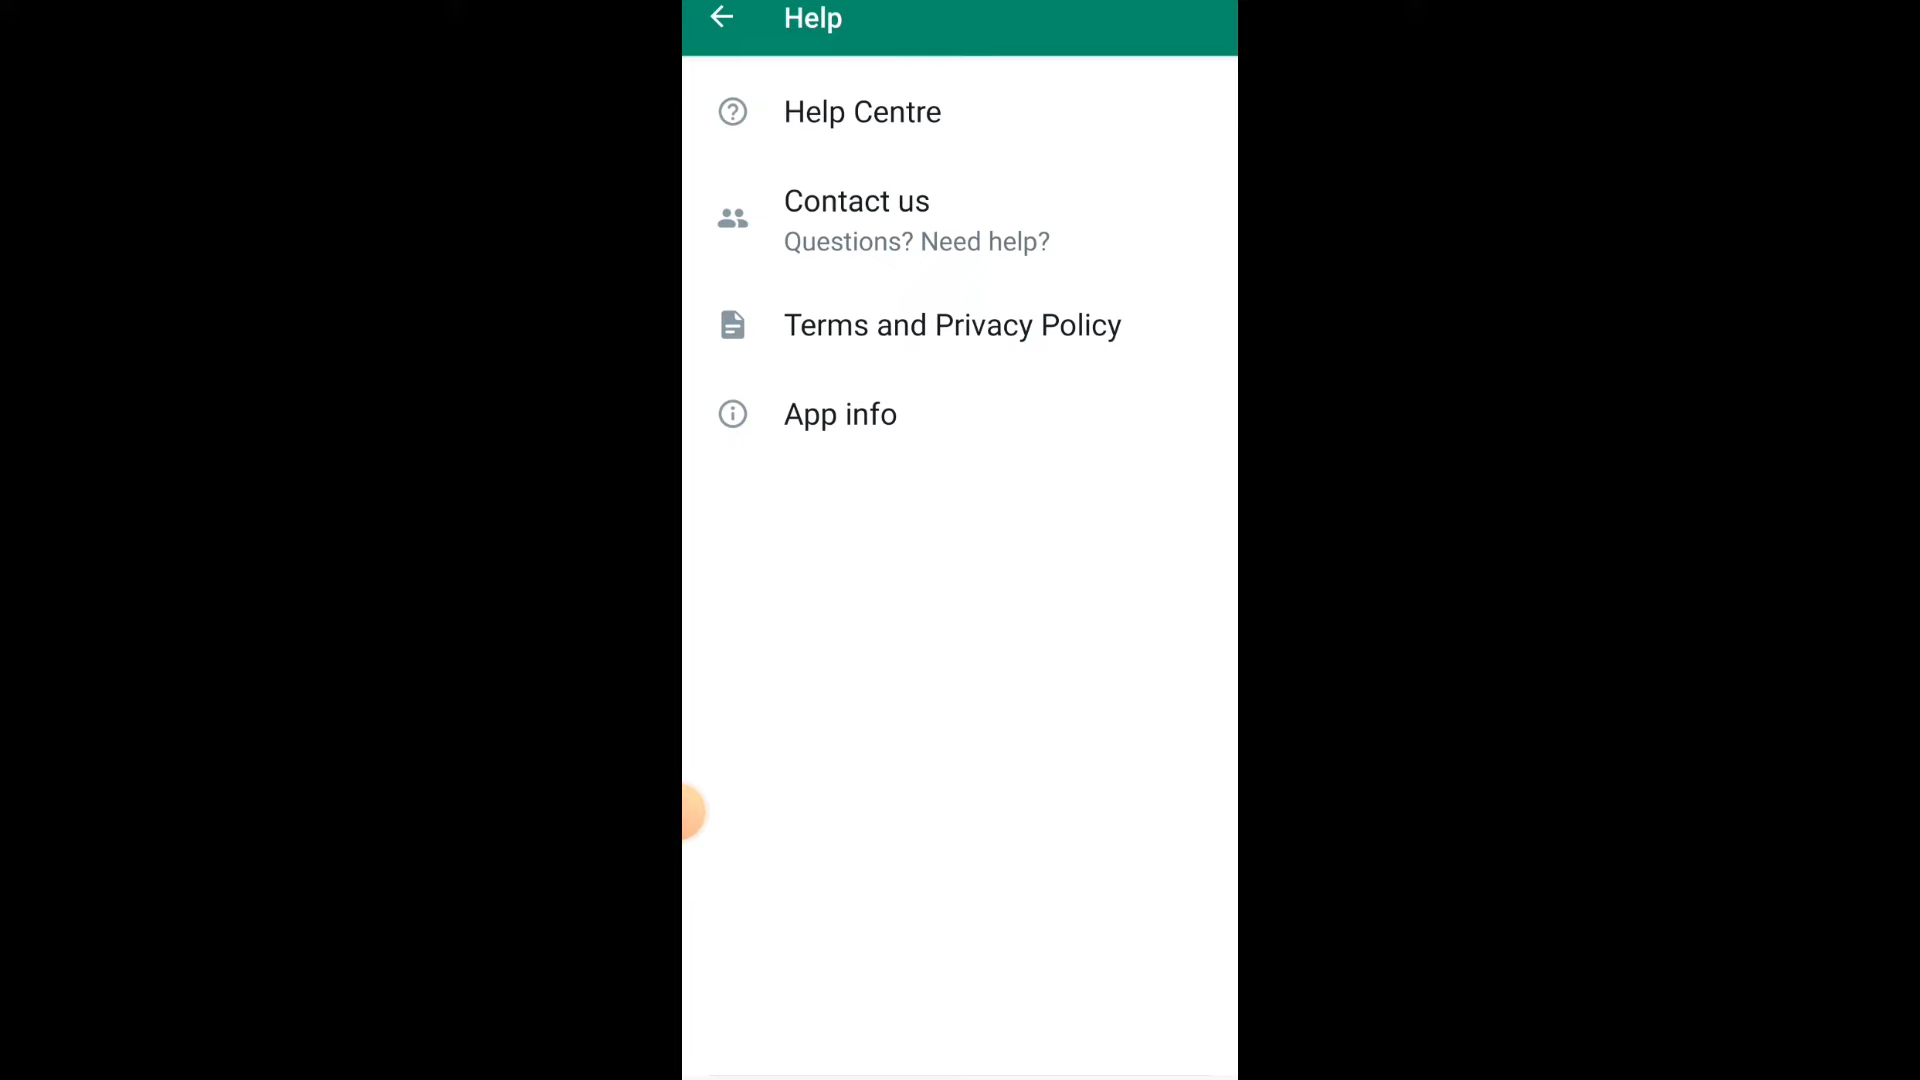 Help
Help Centre
Contact us
Questions? Need help?
Terms and Privacy Policy
App info